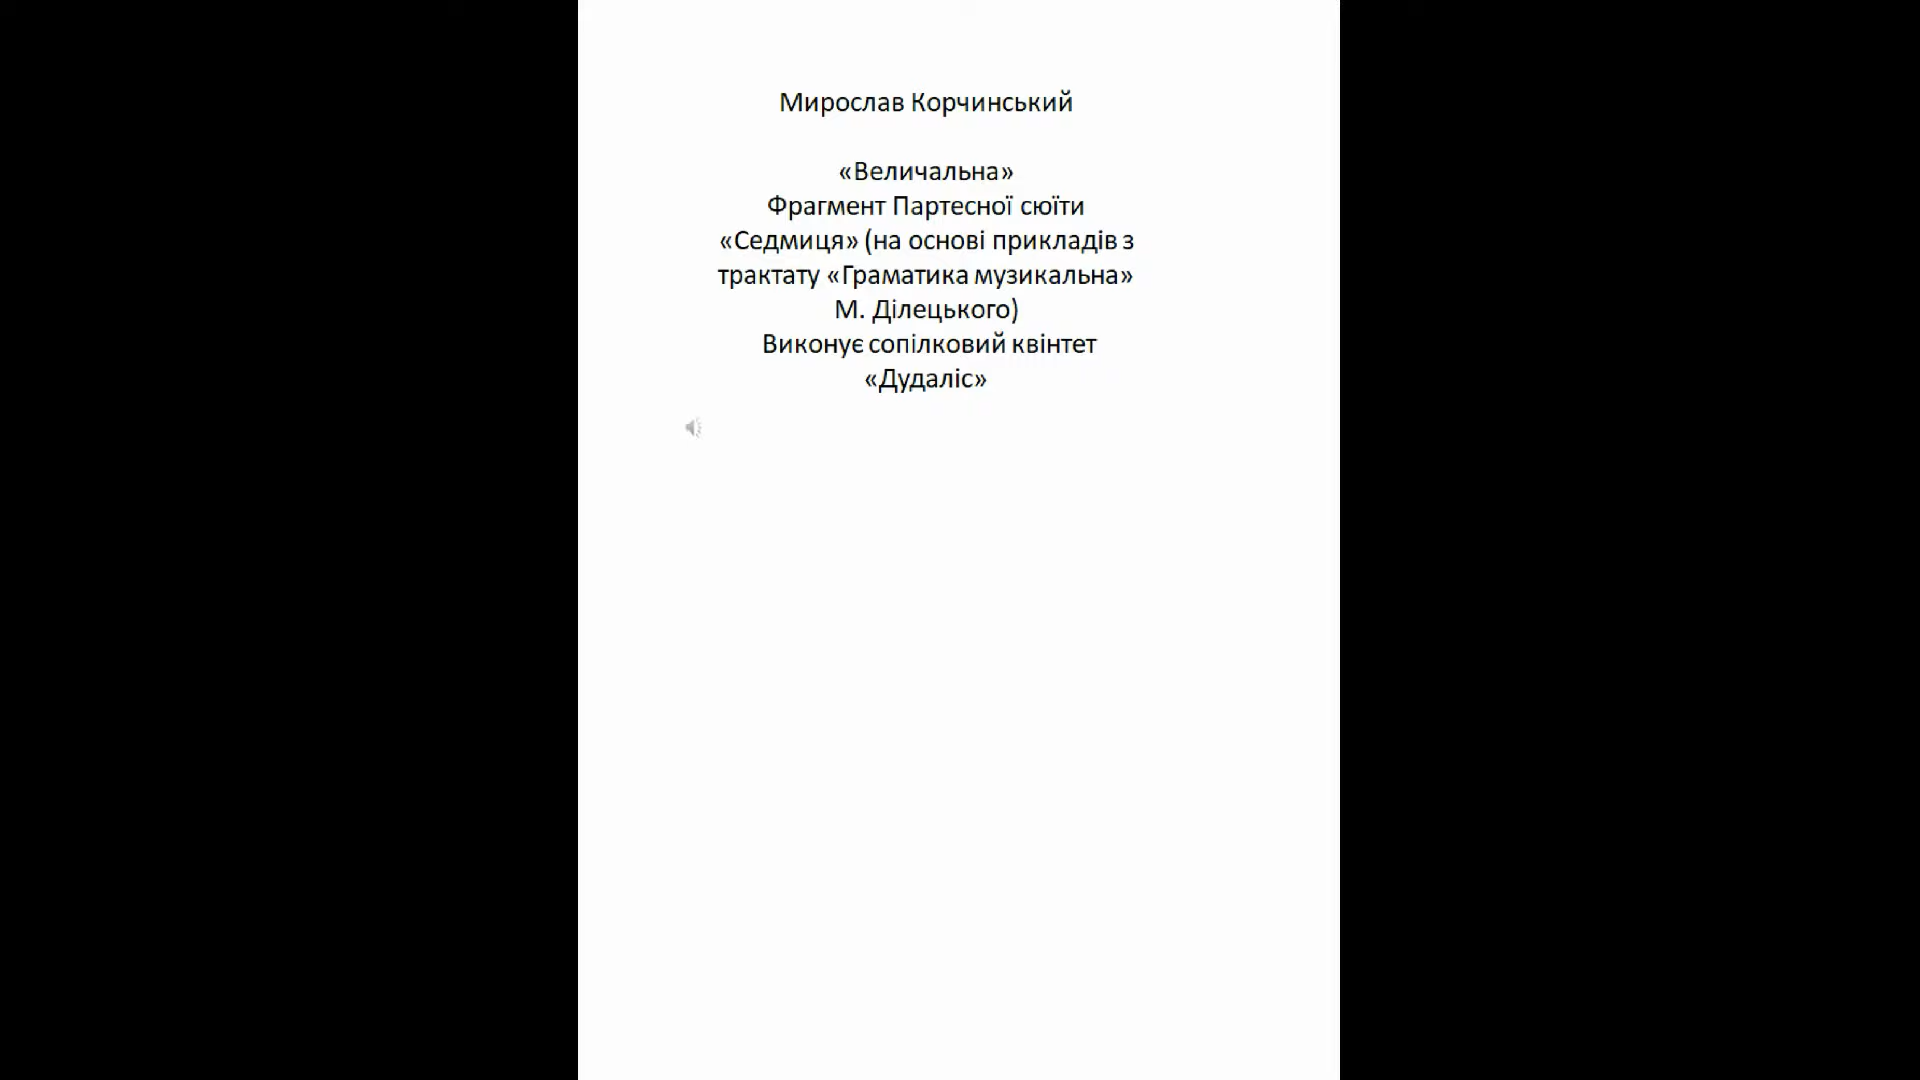 Мирослав Корчинський
«Величальна»
Фрагмент Партесної сюїти
«Седмиця» (на основі прикладів з
трактату «Граматика музикальна»
М. Ділецького)
Виконує сопілковий квінтет
«Дудаліс»